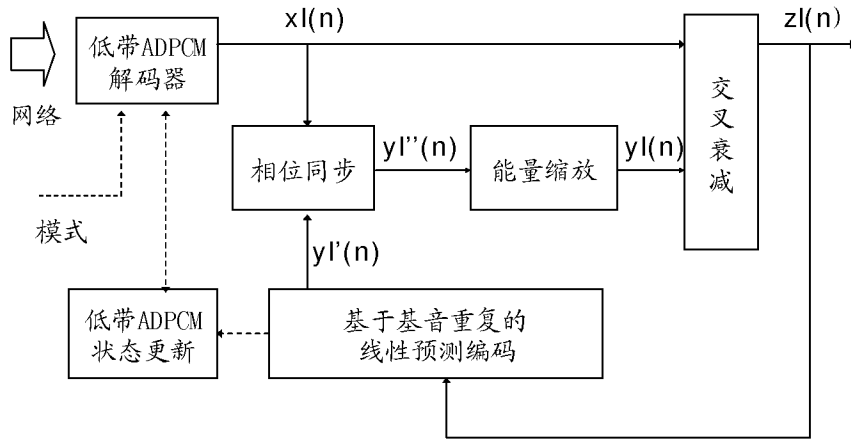 xl(n)
zl(n)
低带ADPCM
解码器
网络
交叉衰减
相位同步
yl’’(n)
能量缩放
yl(n)
模式
yl’(n)
低带ADPCM
状态更新
基于基音重复的
线性预测编码